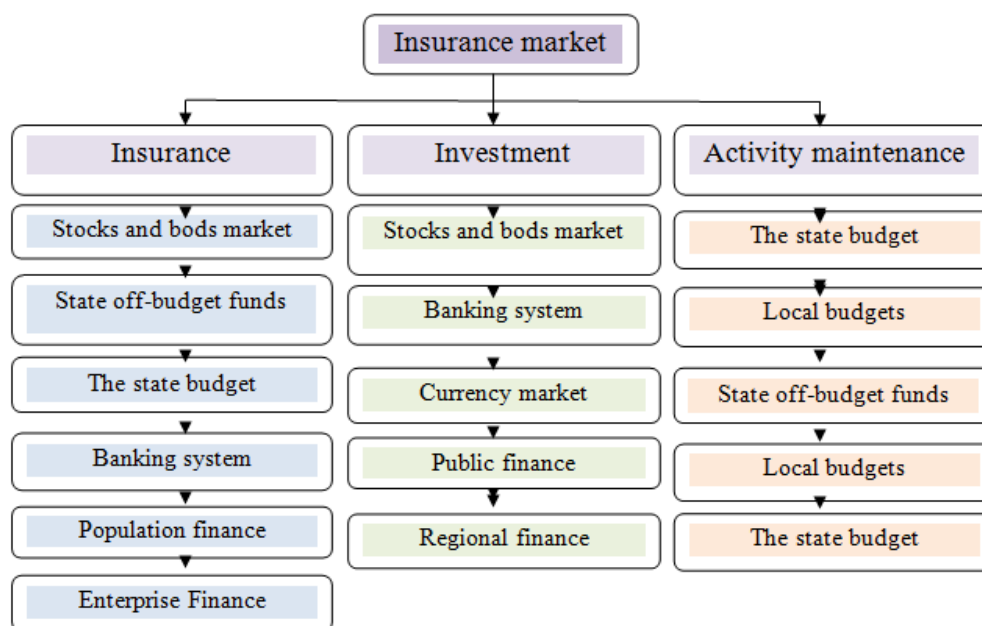 Insurance market
Insurance
Investment
Activity maintenance
Stocks and bods market
State off-budget funds
The state budget
Banking system
Population finance
Enterprise Finance
Stocks and bods market
Banking system
Currency market
Public finance
Regional finance
The state budget
Local budgets
State off-budget funds
Local budgets
The state budget